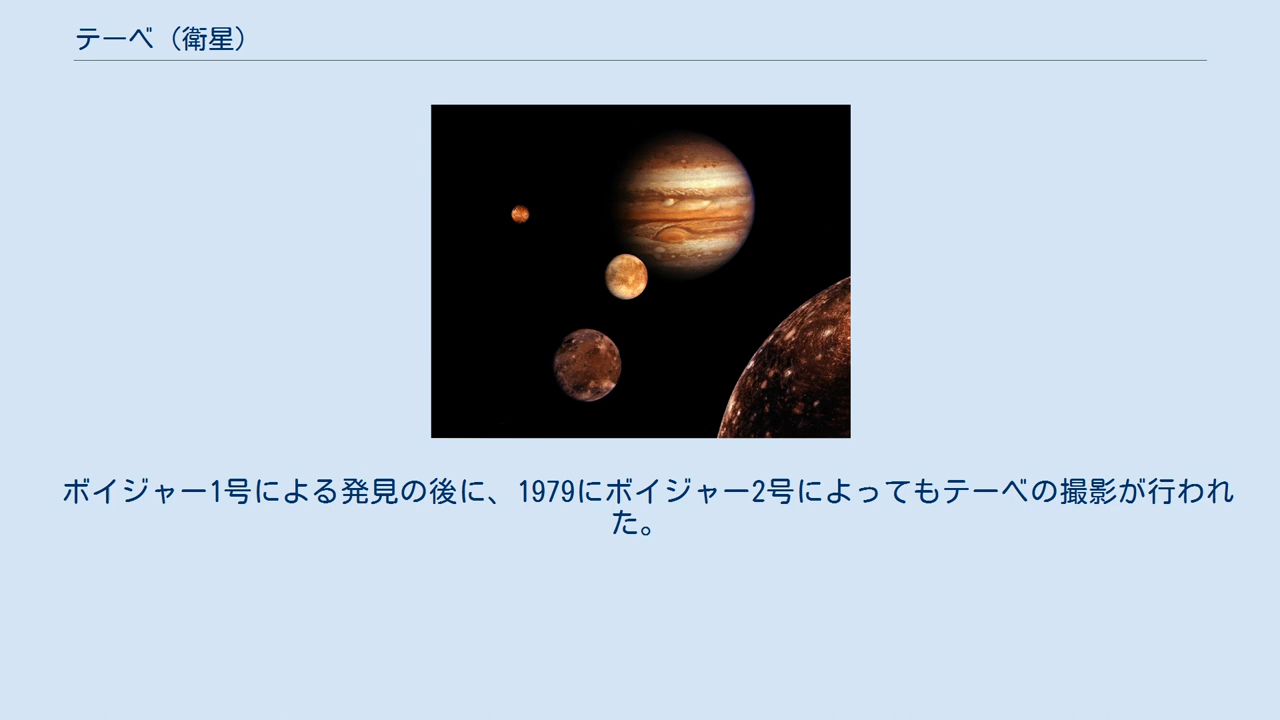 テーベ（衛星）
ボイジャー1号による発見の後に、1979にボイジャー2号によってもテーベの撮影が行われ
た。